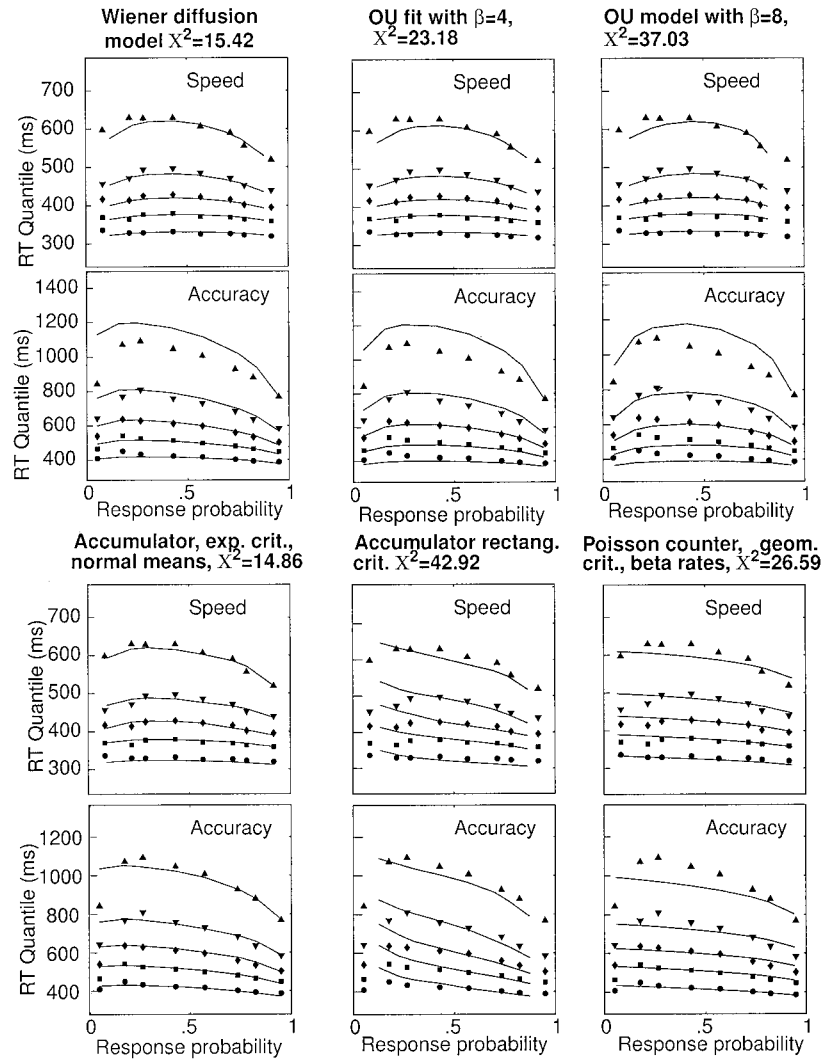 Wiener diffusion
model X²=15.42
OU fit with β=4,
X²=23.18
OU model with β=8,
X²=37.03
RT Quantile (ms)
700
600
500
400
300
Speed
Speed
Speed
RT Quantile (ms)
1400
1200
1000
800
600
400
Accuracy
Accuracy
Accuracy
0 .5 1
0 .5 1
0 .5 1
Response probability
Response probability
Response probability
Accumulator, exp. crit.,
normal means, X²=14.86
Accumulator rectang.
crit. X²=42.92
Poisson counter, geom.
crit., beta rates, X²=26.59
RT Quantile (ms)
700
600
500
400
300
Speed
Speed
Speed
RT Quantile (ms)
1200
1000
800
600
400
Accuracy
Accuracy
Accuracy
0 .5 1
0 .5 1
0 .5 1
Response probability
Response probability
Response probability